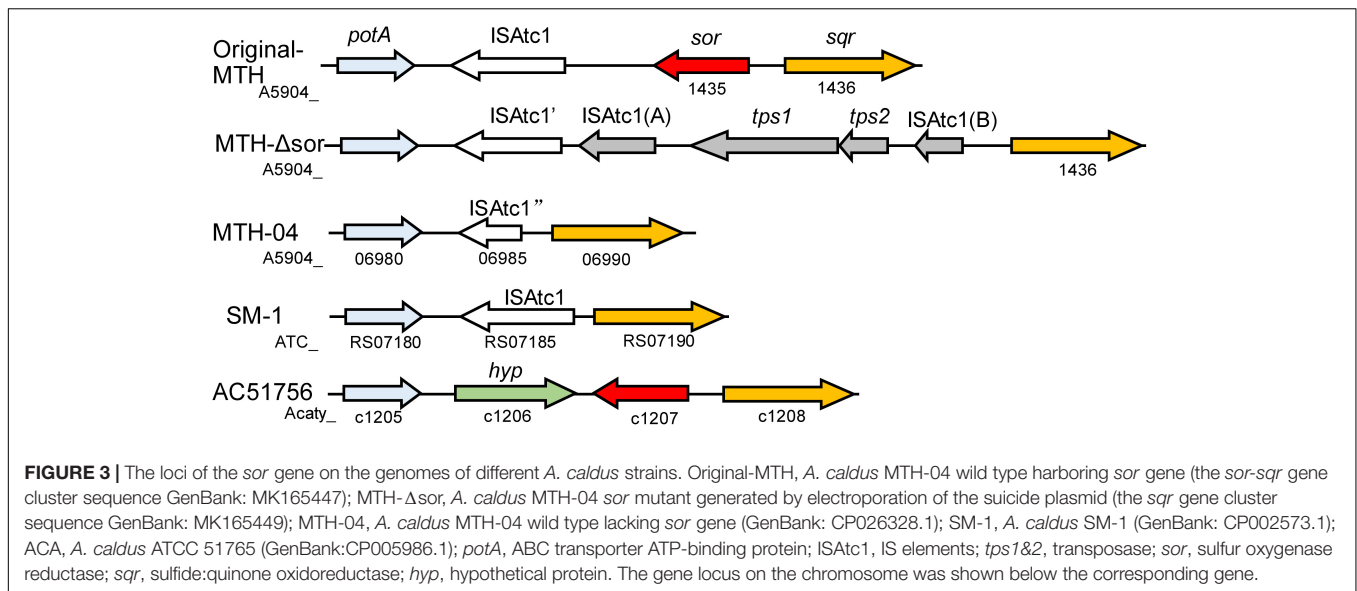 potA ISAtc1 sor sqr
Original-
MTH
A5904_ 1435 1436
ISAtc1’ ISAtc1(A) tps1 tps2 ISAtc1(B)
MTH-Δsor
A5904_ 1436
ISAtc1”
MTH-04
A5904_ 06980 06985 06990
ISAtc1
SM-1
ATC_ RS07180 RS07185 RS07190
hyp
AC51756
Acaty_ c1205 c1206 c1207 c1208
FIGURE 3 | The loci of the sor gene on the genomes of different A. caldus strains. Original-MTH, A. caldus MTH-04 wild type harboring sor gene (the sor-sqr gene
cluster sequence GenBank: MK165447); MTH-Δsor, A. caldus MTH-04 sor mutant generated by electroporation of the suicide plasmid (the sqr gene cluster
sequence GenBank: MK165449); MTH-04, A. caldus MTH-04 wild type lacking sor gene (GenBank: CP026328.1); SM-1, A. caldus SM-1 (GenBank: CP002573.1);
ACA, A. caldus ATCC 51765 (GenBank:CP005986.1); potA, ABC transporter ATP-binding protein; ISAtc1, IS elements; tps1&2, transposase; sor, sulfur oxygenase
reductase; sqr, sulfide:quinone oxidoreductase; hyp, hypothetical protein. The gene locus on the chromosome was shown below the corresponding gene.